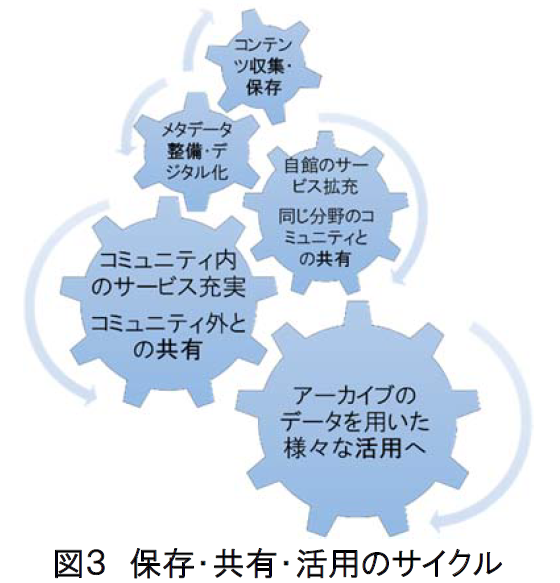 コンテン
ツ収集・
保存
メタデータ
整備・デ
ジタル化
自館のサー
ビス拡充
同じ分野のコ
ミュニティと
の共有
コミュニティ内
のサービス充実
コミュニティ外と
の共有
アーカイブの
データを用いた
様々な活用へ
図3 保存・共有・活用のサイクル